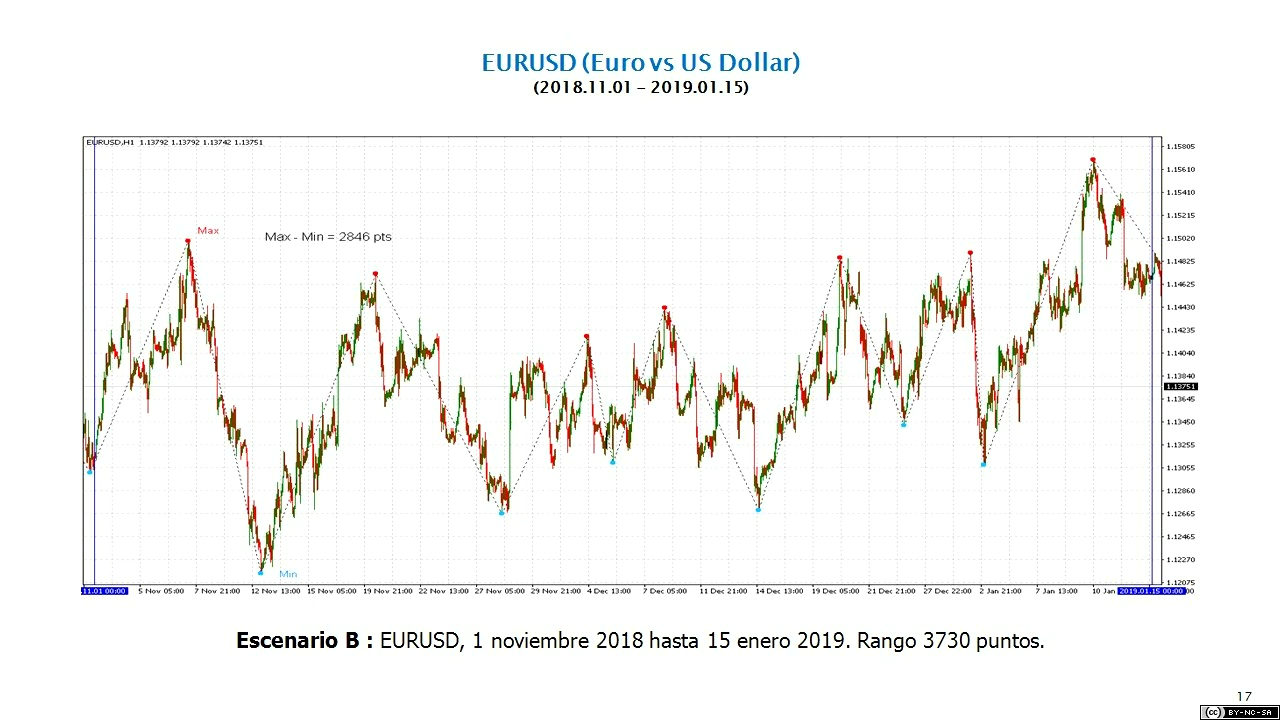 EURUSD (Euro vs US Dollar)
(2018.11.01 – 2019.01.15)
EURUSD,H1 1.13792 1.13792 1.13742 1.13751
Max
Max - Min = 2846 pts
Min
1.15805
1.15610
1.15410
1.15215
1.15020
1.14825
1.14625
1.14430
1.14235
1.14040
1.13840
1.13751
1.13645
1.13450
1.13255
1.13055
1.12860
1.12665
1.12465
1.12270
1.12075
.11.01 00:00 5 Nov 05:00 7 Nov 21:00 12 Nov 13:00 15 Nov 05:00 19 Nov 21:00 22 Nov 13:00 27 Nov 05:00 29 Nov 21:00 4 Dec 13:00 7 Dec 05:00 11 Dec 21:00 14 Dec 13:00 19 Dec 05:00 21 Dec 21:00 27 Dec 22:00 2 Jan 21:00 7 Jan 13:00 10 Jan 2019.01.15 00:00 :00
Escenario B : EURUSD, 1 noviembre 2018 hasta 15 enero 2019. Rango 3730 puntos.
17
cc BY-NC-SA